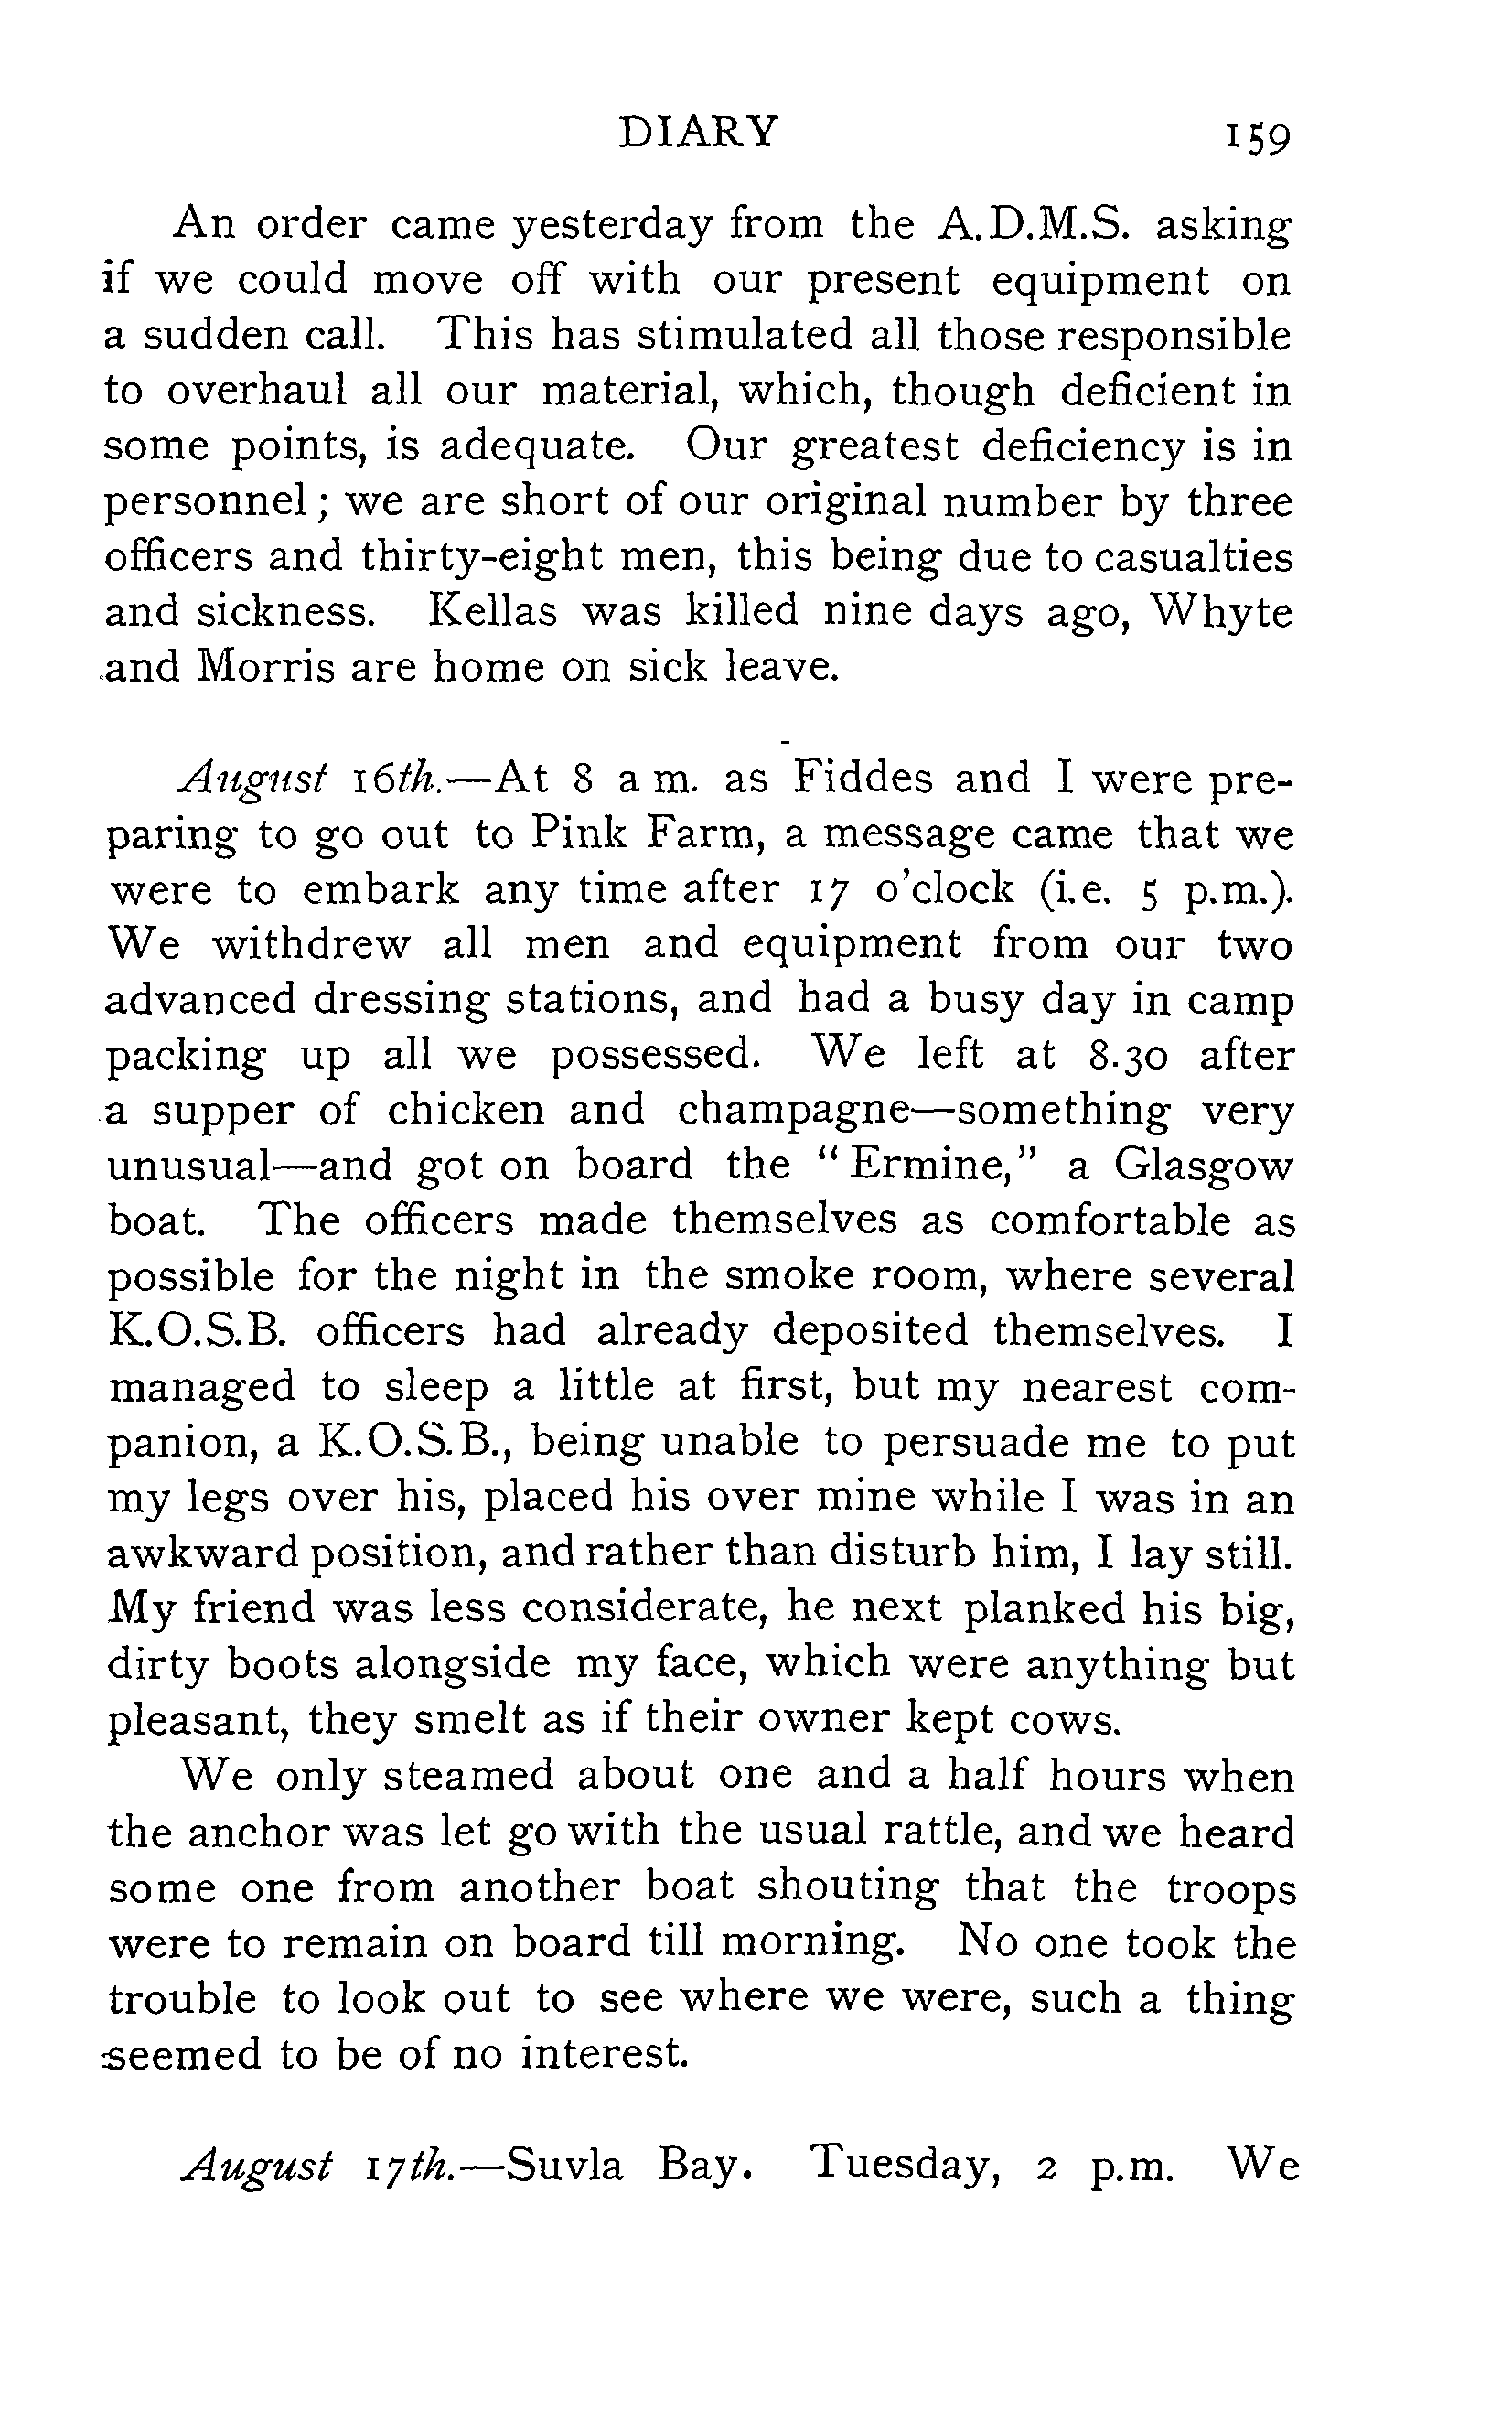 DIARY 159
An order came yesterday from the A.D.M.S. asking
if we could move off with our present equipment on
a sudden call. This has stimulated all those responsible
to overhaul all our material, which, though deficient in
some points, is adequate. Our greatest deficiency is in
personnel; we are short of our original number by three
officers and thirty-eight men, this being due to casualties
and sickness. Kellas was killed nine days ago, Whyte
and Morris are home on sick leave.
August 16th.—At 8 a m. as Fiddes and I were pre-
paring to go out to Pink Farm, a message came that we
were to embark any time after 17 o'clock (i.e. 5 p.m.).
We withdrew all men and equipment from our two
advanced dressing stations, and had a busy day in camp
packing up all we possessed. We left at 8.30 after
a supper of chicken and champagne—something very
unusual—and got on board the "Ermine," a Glasgow
boat. The officers made themselves as comfortable as
possible for the night in the smoke room, where several
K.O.S.B. officers had already deposited themselves. I
managed to sleep a little at first, but my nearest com-
panion, a K.O.S.B., being unable to persuade me to put
my legs over his, placed his over mine while I was in an
awkward position, and rather than disturb him, I lay still.
My friend was less considerate, he next planked his big,
dirty boots alongside my face, which were anything but
pleasant, they smelt as if their owner kept cows.
We only steamed about one and a half hours when
the anchor was let go with the usual rattle, and we heard
some one from another boat shouting that the troops
were to remain on board till morning. No one took the
trouble to look out to see where we were, such a thing
seemed to be of no interest.
August 17th.—Suvla Bay. Tuesday, 2 p.m. We